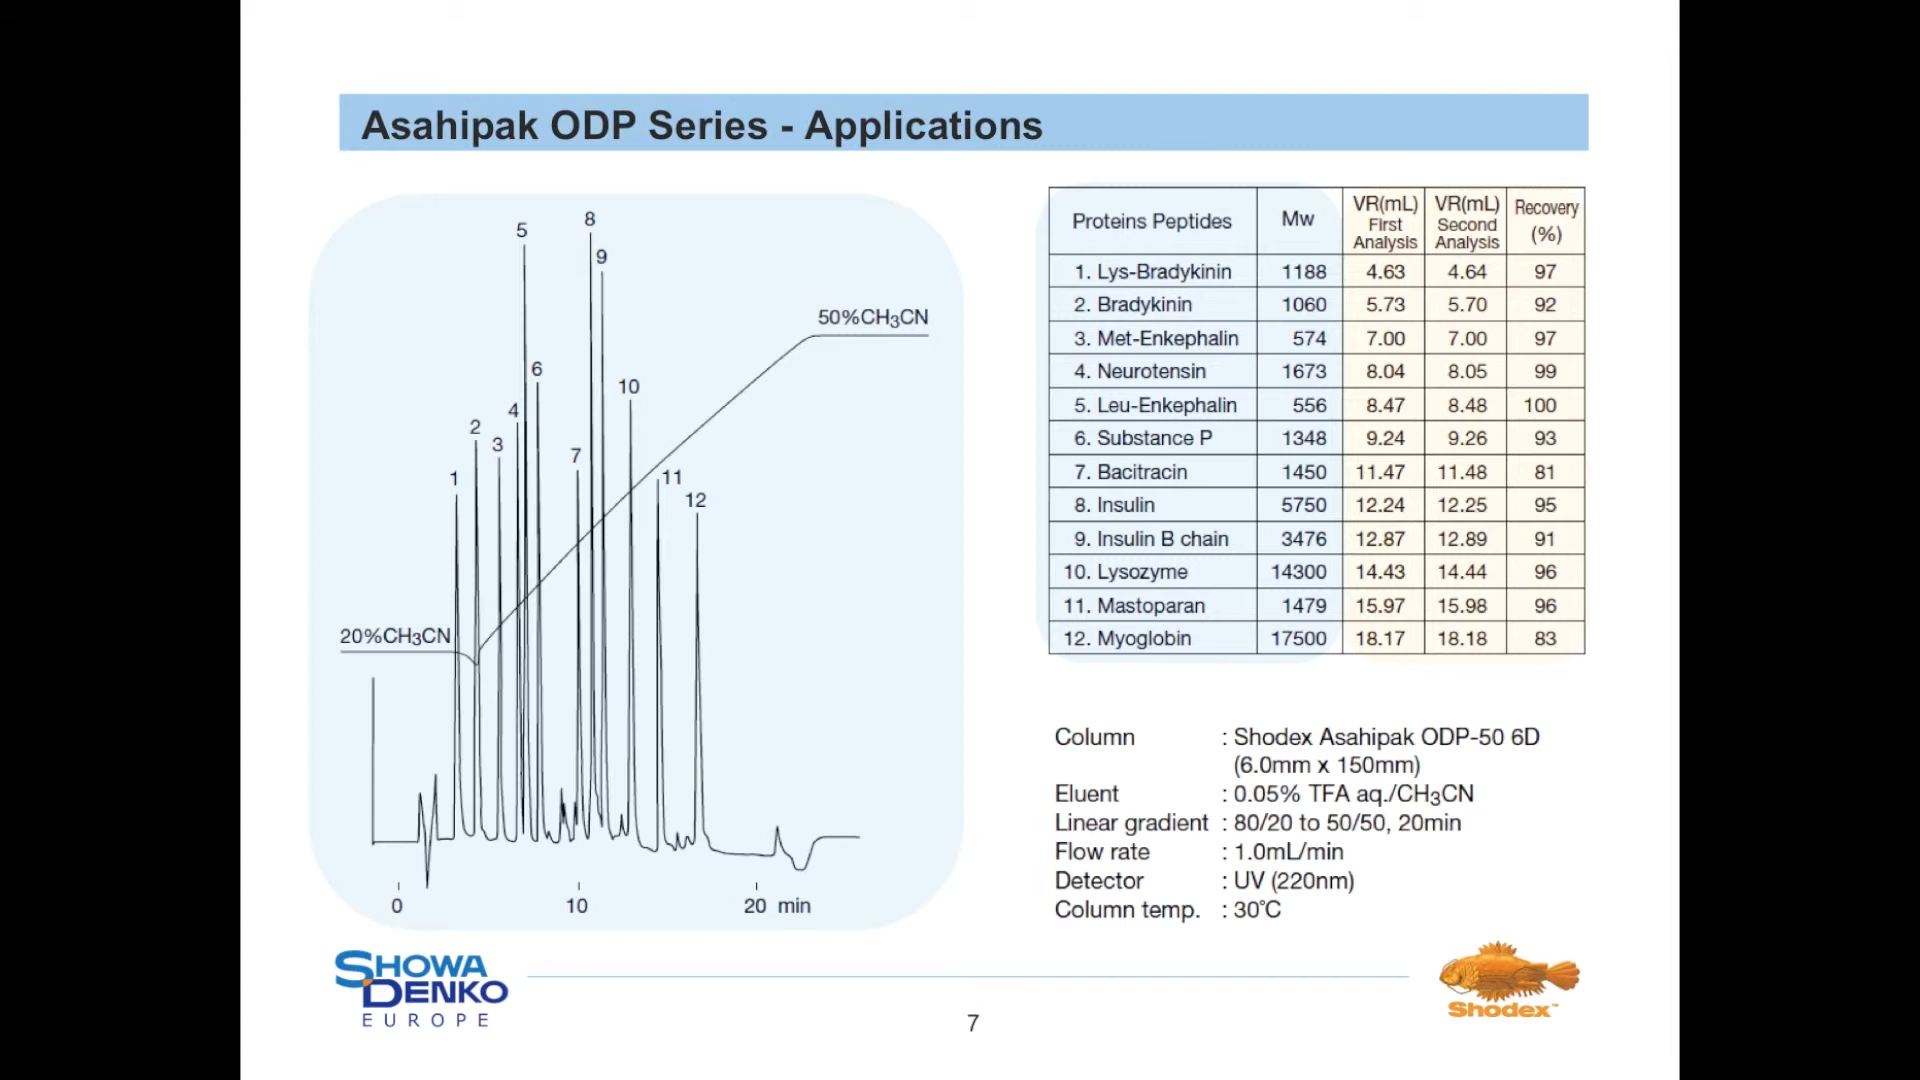 Asahipak ODP Series - Applications
5
8
9
50%CH3CN
6
10
4
2
3
7
1
11
12
20%CH3CN
0 10 20 min
Proteins Peptides Mw VR(mL) First Analysis VR(mL) Second Analysis Recovery (%)
1. Lys-Bradykinin 1188 4.63 4.64 97
2. Bradykinin 1060 5.73 5.70 92
3. Met-Enkephalin 574 7.00 7.00 97
4. Neurotensin 1673 8.04 8.05 99
5. Leu-Enkephalin 556 8.47 8.48 100
6. Substance P 1348 9.24 9.26 93
7. Bacitracin 1450 11.47 11.48 81
8. Insulin 5750 12.24 12.25 95
9. Insulin B chain 3476 12.87 12.89 91
10. Lysozyme 14300 14.43 14.44 96
11. Mastoparan 1479 15.97 15.98 96
12. Myoglobin 17500 18.17 18.18 83
Column : Shodex Asahipak ODP-50 6D
(6.0mm x 150mm)
Eluent : 0.05% TFA aq./CH3CN
Linear gradient : 80/20 to 50/50, 20min
Flow rate : 1.0mL/min
Detector : UV (220nm)
Column temp. : 30℃
SHOWA
DENKO
EUROPE
7
Shodex™